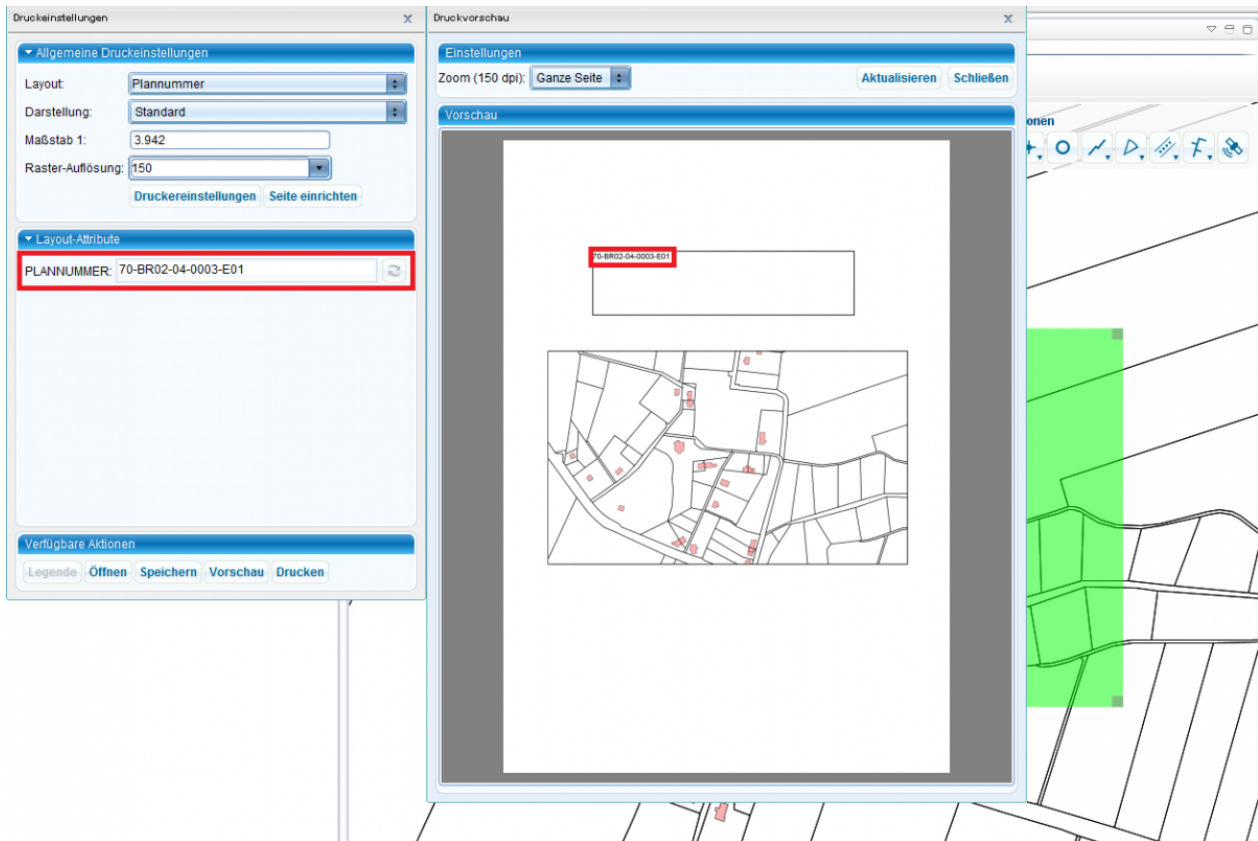 Druckeinstellungen
Allgemeine Druckeinstellungen
Layout: Plannummer
Darstellung: Standard
Maßstab 1: 3.942
Raster-Auflösung: 150
Druckereinstellungen Seite einrichten
Layout-Attribute
PLANNUMMER: 70-BR02-04-0003-E01
Verfügbare Aktionen
Legende Öffnen Speichern Vorschau Drucken
Druckvorschau
Einstellungen
Zoom (150 dpi): Ganze Seite Aktualisieren Schließen
Vorschau
70-BR02-04-0003-E01
onen